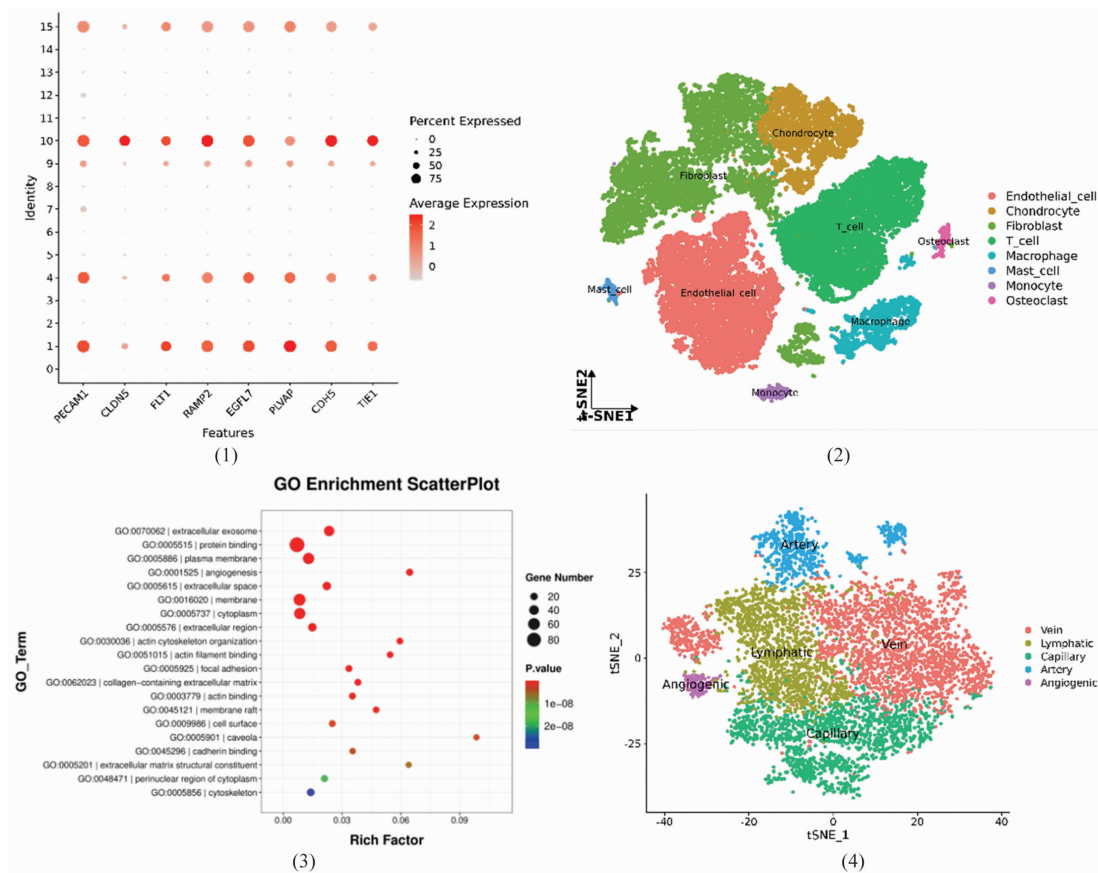 15
14
13
12
11
10
9
8
7
6
5
4
3
2
1
0
Identity
PECAM1
CLDN5
FLT1
RAMP2
EGFL7
PLVAP
CDH5
TIE1
Features
Percent Expressed
0
25
50
75
Average Expression
2
1
0
(1)
Chondrocyte
Fibroblast
T_cell
Osteoclast
Mast_cell
Endothelial_cell
Macrophage
Monocyte
t-SNE2
t-SNE1
Endothelial_cell
Chondrocyte
Fibroblast
T_cell
Macrophage
Mast_cell
Monocyte
Osteoclast
(2)
GO Enrichment ScatterPlot
GO_Term
GO:0070062 | extracellular exosome
GO:0005515 | protein binding
GO:0005886 | plasma membrane
GO:0001525 | angiogenesis
GO:0005615 | extracellular space
GO:0016020 | membrane
GO:0005737 | cytoplasm
GO:0005576 | extracellular region
GO:0030036 | actin cytoskeleton organization
GO:0051015 | actin filament binding
GO:0005925 | focal adhesion
GO:0062023 | collagen−containing extracellular matrix
GO:0003779 | actin binding
GO:0045121 | membrane raft
GO:0009986 | cell surface
GO:0005901 | caveola
GO:0045296 | cadherin binding
GO:0005201 | extracellular matrix structural constituent
GO:0048471 | perinuclear region of cytoplasm
GO:0005856 | cytoskeleton
0.00
0.03
0.06
0.09
Rich Factor
Gene Number
20
40
60
80
P.value
1e−08
2e−08
(3)
tSNE_2
25
0
-25
-40
-20
0
20
40
tSNE_1
Artery
Lymphatic
Vein
Angiogenic
Capillary
Vein
Lymphatic
Capillary
Artery
Angiogenic
(4)